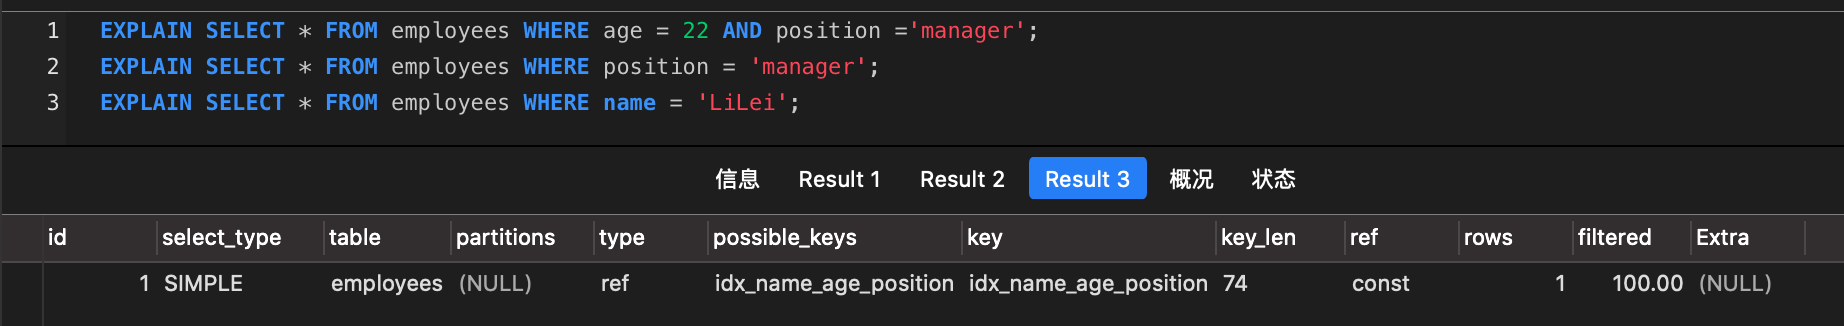 1 EXPLAIN SELECT * FROM employees WHERE age = 22 AND position ='manager';
2 EXPLAIN SELECT * FROM employees WHERE position = 'manager';
3 EXPLAIN SELECT * FROM employees WHERE name = 'LiLei';
信息 Result 1 Result 2 Result 3 概况 状态
id select_type table partitions type possible_keys key key_len ref rows filtered Extra
1 SIMPLE employees (NULL) ref idx_name_age_position idx_name_age_position 74 const 1 100.00 (NULL)